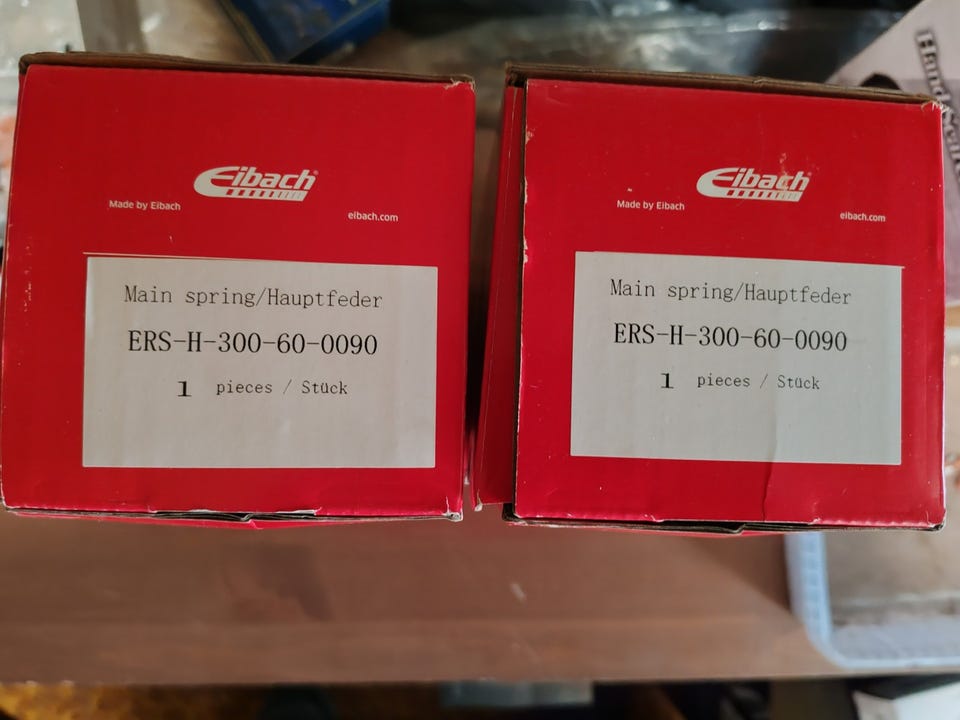 Eibach
Made by Eibach
eibach.com
Main spring/Hauptfeder
ERS-H-300-60-0090
1 pieces / Stück
Eibach
Made by Eibach
eibach.com
Main spring/Hauptfeder
ERS-H-300-60-0090
1 pieces / Stück